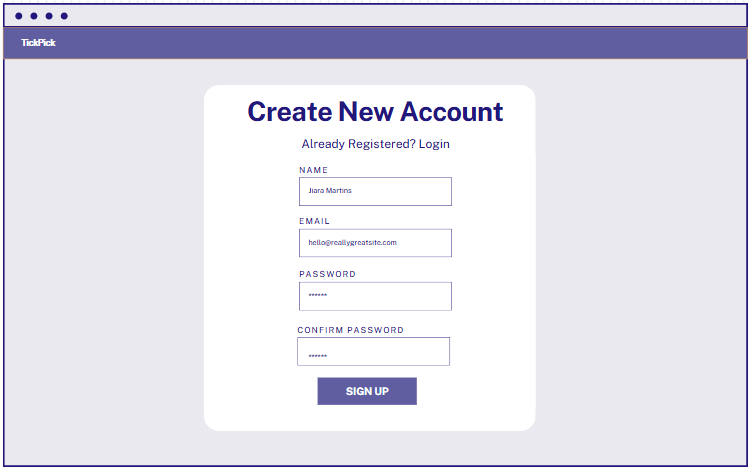 TickPick
Create New Account
Already Registered? Login
NAME
Jiara Martins
EMAIL
hello@reallygreatsite.com
PASSWORD
******
CONFIRM PASSWORD
******
SIGN UP